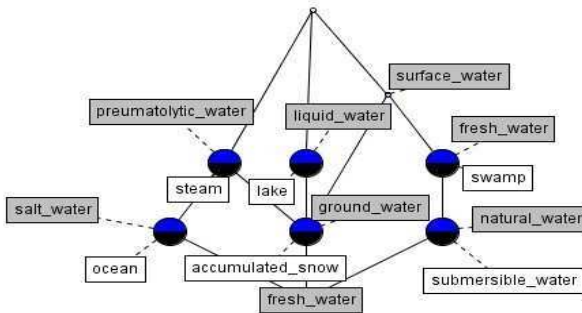 surface_water
preumatolytic_water
liquid_water
fresh_water
steam
lake
swamp
salt_water
ground_water
natural_water
ocean
accumulated_snow
submersible_water
fresh_water